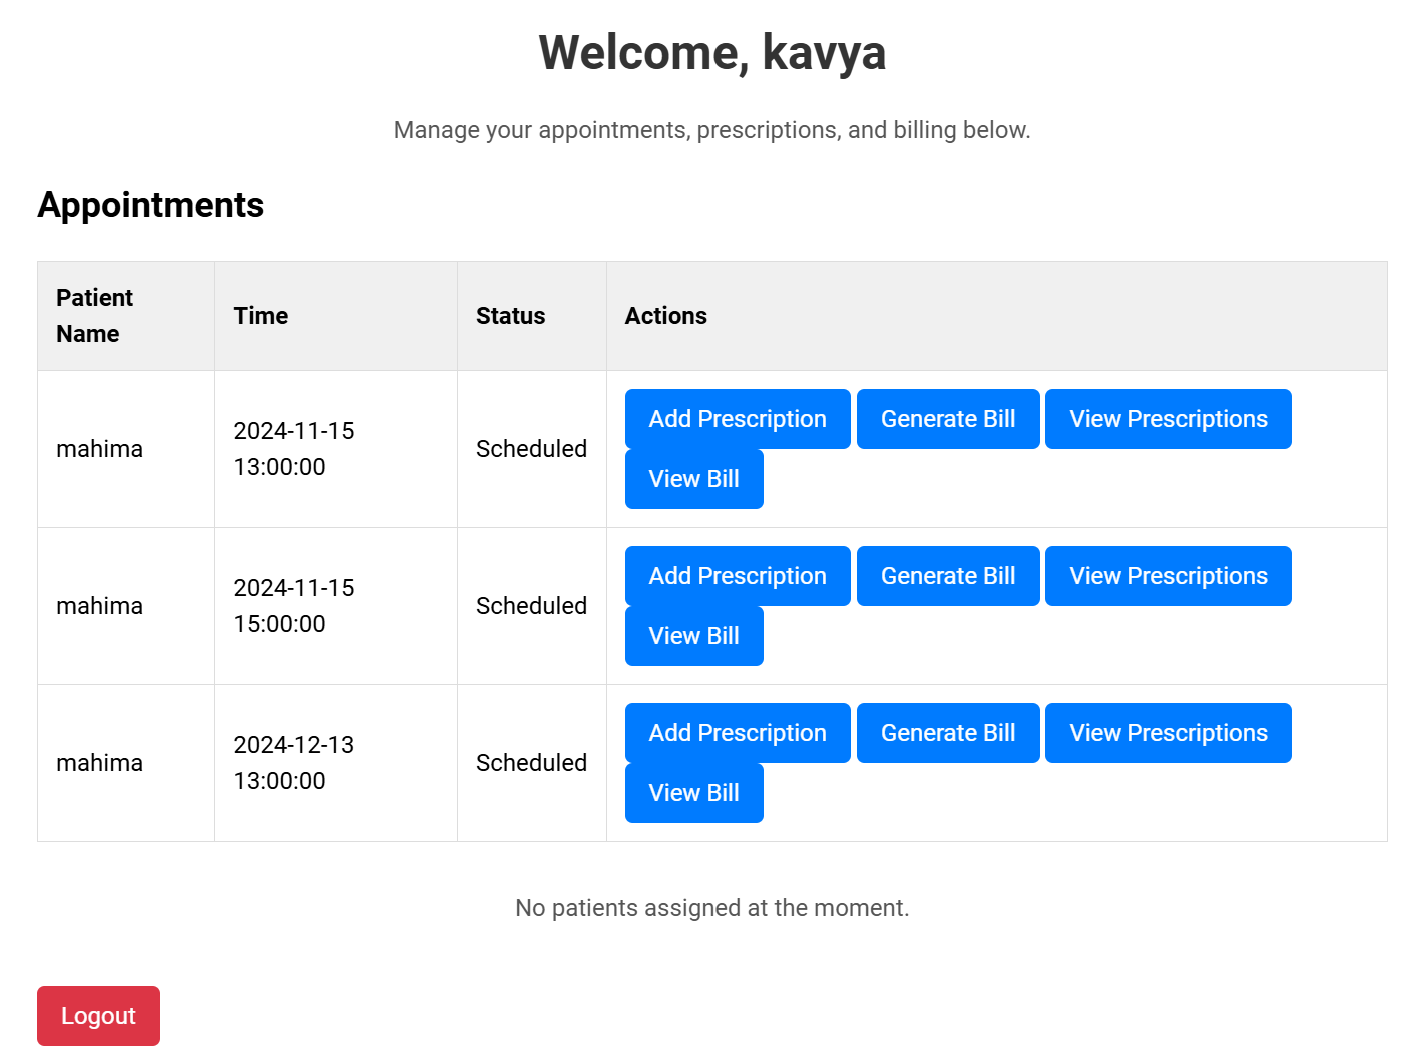 Welcome, kavya
Manage your appointments, prescriptions, and billing below.
Appointments
Patient Name
Time
Status
Actions
mahima
2024-11-15
13:00:00
Scheduled
Add Prescription
Generate Bill
View Prescriptions
View Bill
mahima
2024-11-15
15:00:00
Scheduled
Add Prescription
Generate Bill
View Prescriptions
View Bill
mahima
2024-12-13
13:00:00
Scheduled
Add Prescription
Generate Bill
View Prescriptions
View Bill
No patients assigned at the moment.
Logout